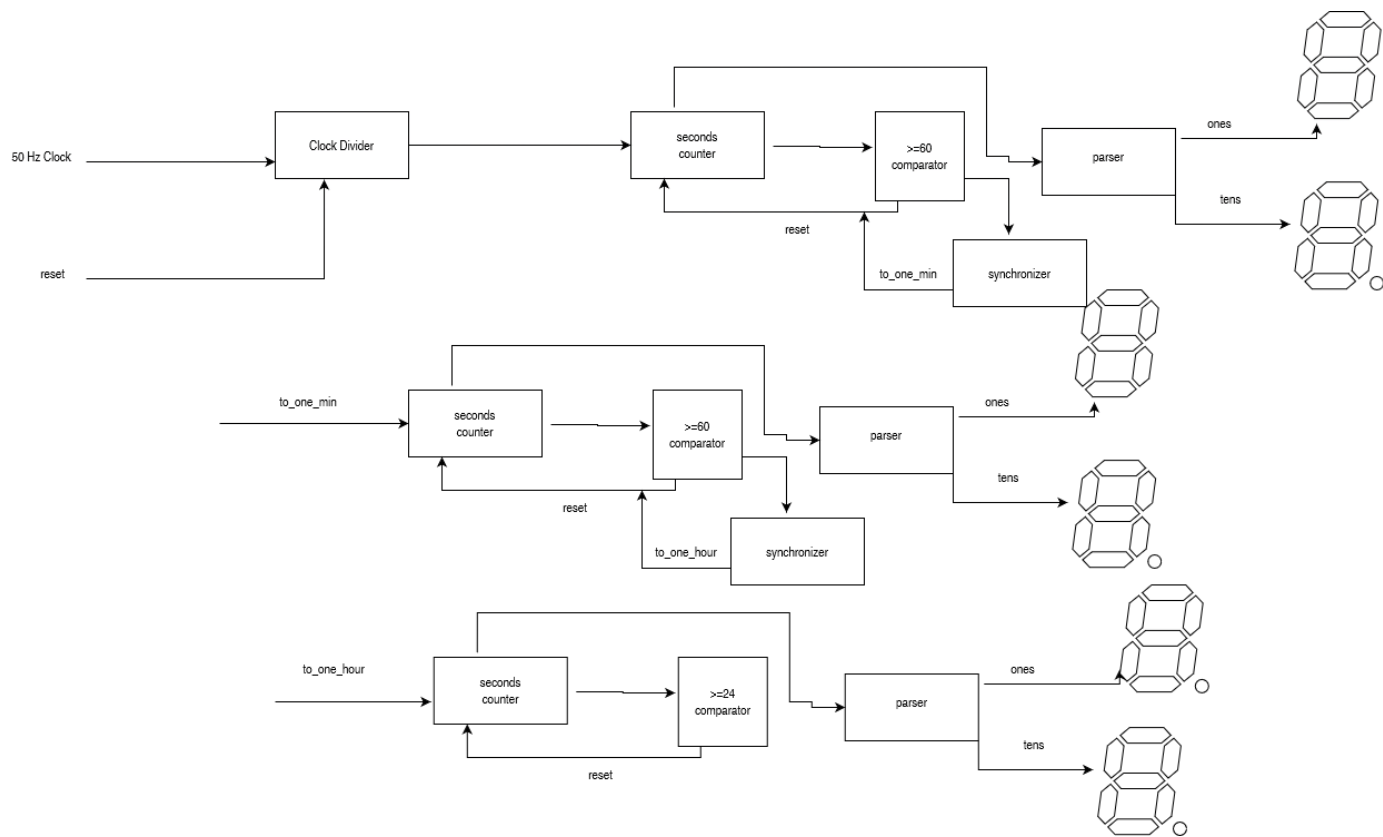 50 Hz Clock
reset
Clock Divider
seconds
counter
>=60
comparator
reset
to_one_min
synchronizer
parser
ones
tens
to_one_min
seconds
counter
>=60
comparator
reset
to_one_hour
synchronizer
parser
ones
tens
to_one_hour
seconds
counter
>=24
comparator
reset
parser
ones
tens